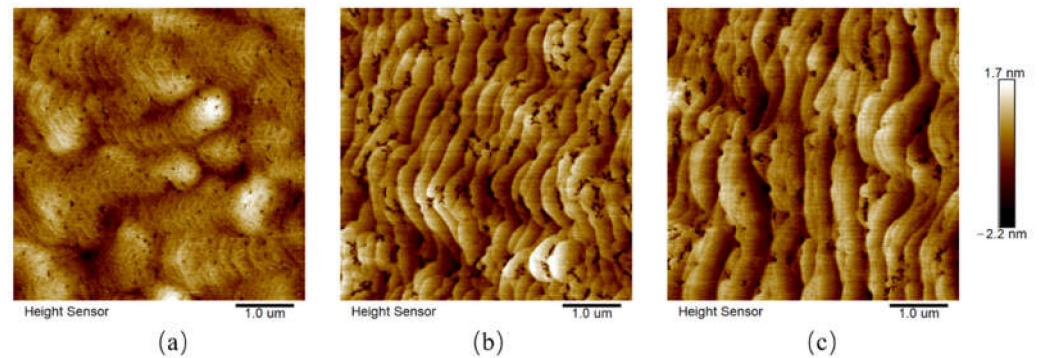 1.7 nm
−2.2 nm
Height Sensor
1.0 um
Height Sensor
1.0 um
Height Sensor
1.0 um
(a)
(b)
(c)